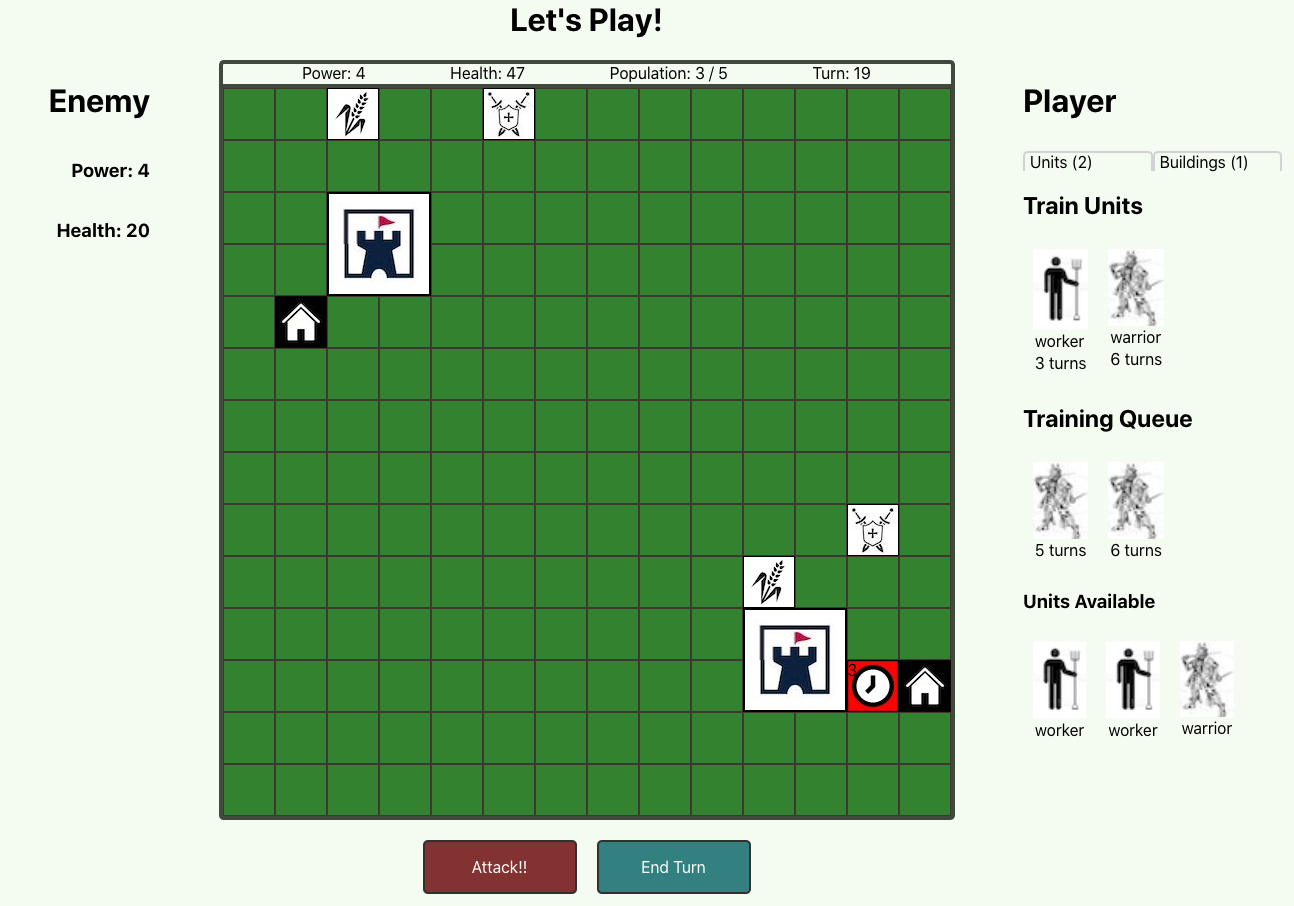 Let's Play!
Power: 4 Health: 47 Population: 3 / 5 Turn: 19
Enemy
Power: 4
Health: 20
3
Attack!! End Turn
Player
Units (2) Buildings (1)
Train Units
worker warrior
3 turns 6 turns
Training Queue
5 turns 6 turns
Units Available
worker worker warrior